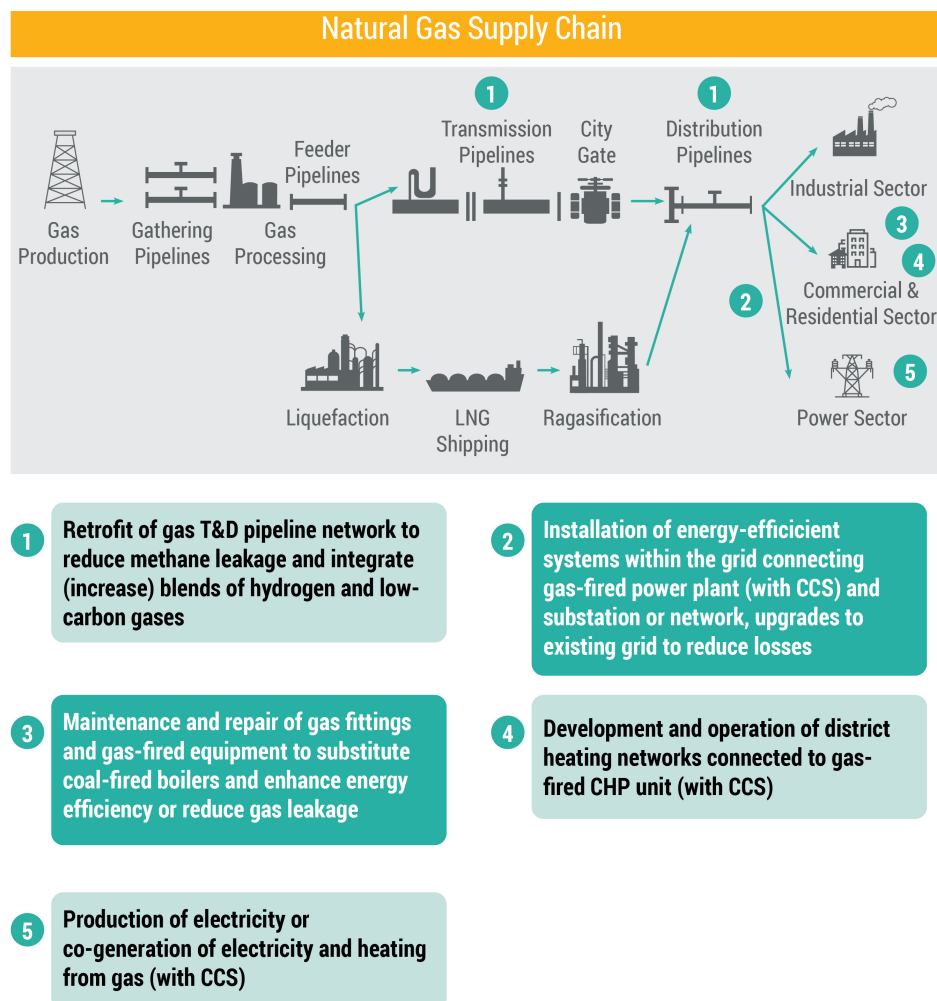 Natural Gas Supply Chain
1
1
Transmission
Pipelines
City
Gate
Distribution
Pipelines
Feeder
Pipelines
Gas
Production
Gathering
Pipelines
Gas
Processing
Industrial Sector
3
4
Commercial &
Residential Sector
2
5
Power Sector
Liquefaction
LNG
Shipping
Ragasification
1
Retrofit of gas T&D pipeline network to
reduce methane leakage and integrate
(increase) blends of hydrogen and low-
carbon gases
2
Installation of energy-efficicient
systems within the grid connecting
gas-fired power plant (with CCS) and
substation or network, upgrades to
existing grid to reduce losses
3
Maintenance and repair of gas fittings
and gas-fired equipment to substitute
coal-fired boilers and enhance energy
efficiency or reduce gas leakage
4
Development and operation of district
heating networks connected to gas-
fired CHP unit (with CCS)
5
Production of electricity or
co-generation of electricity and heating
from gas (with CCS)